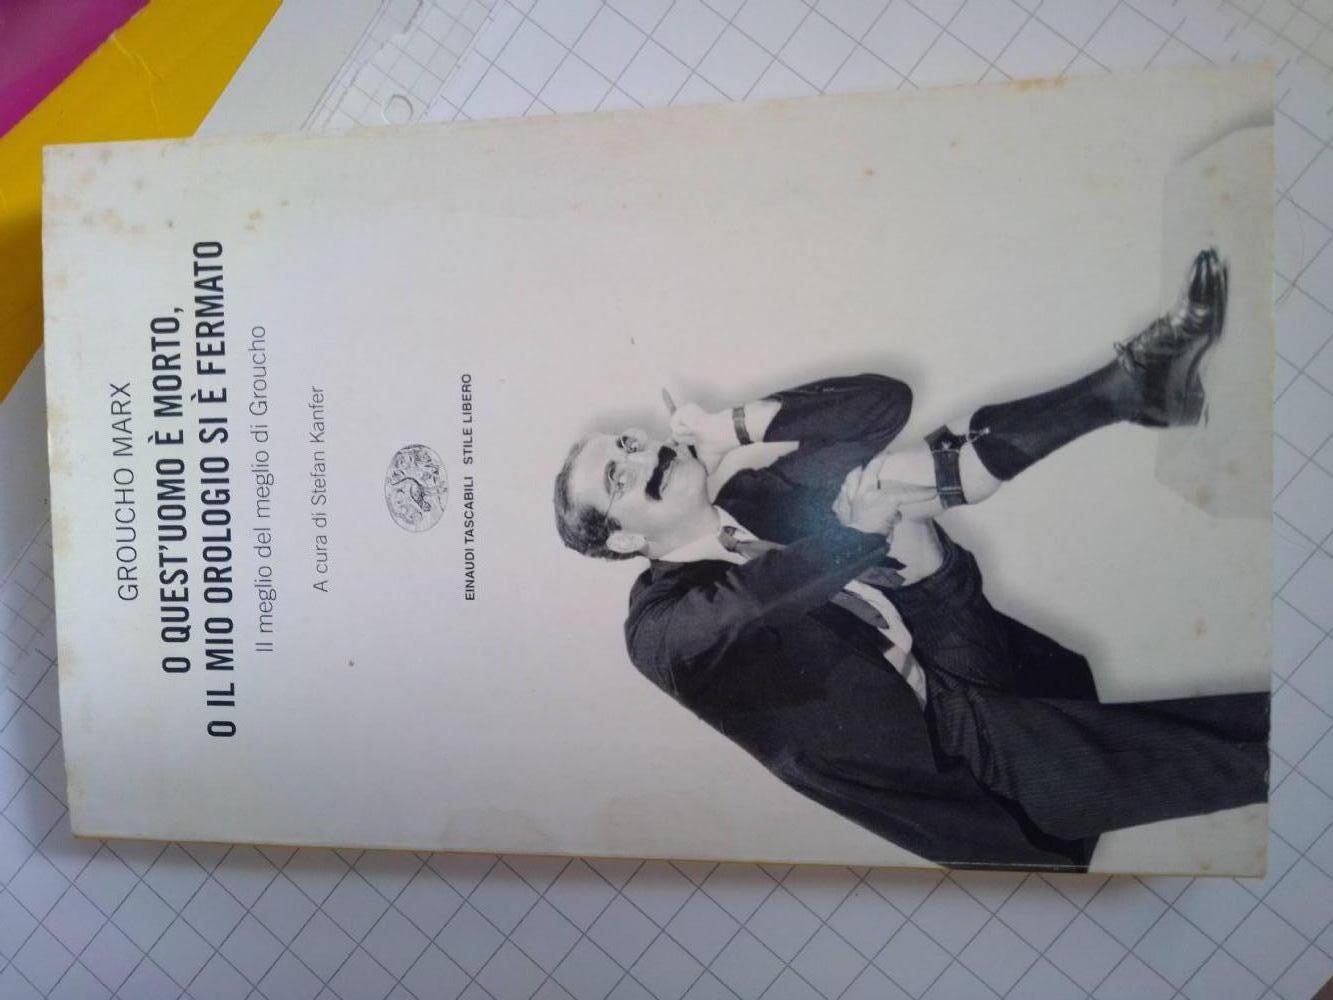 GROUCHO MARX
O QUEST'UOMO È MORTO,
O IL MIO OROLOGIO SI È FERMATO
Il meglio del meglio di Groucho
A cura di Stefan Kanfer
EINAUDI TASCABILI STILE LIBERO